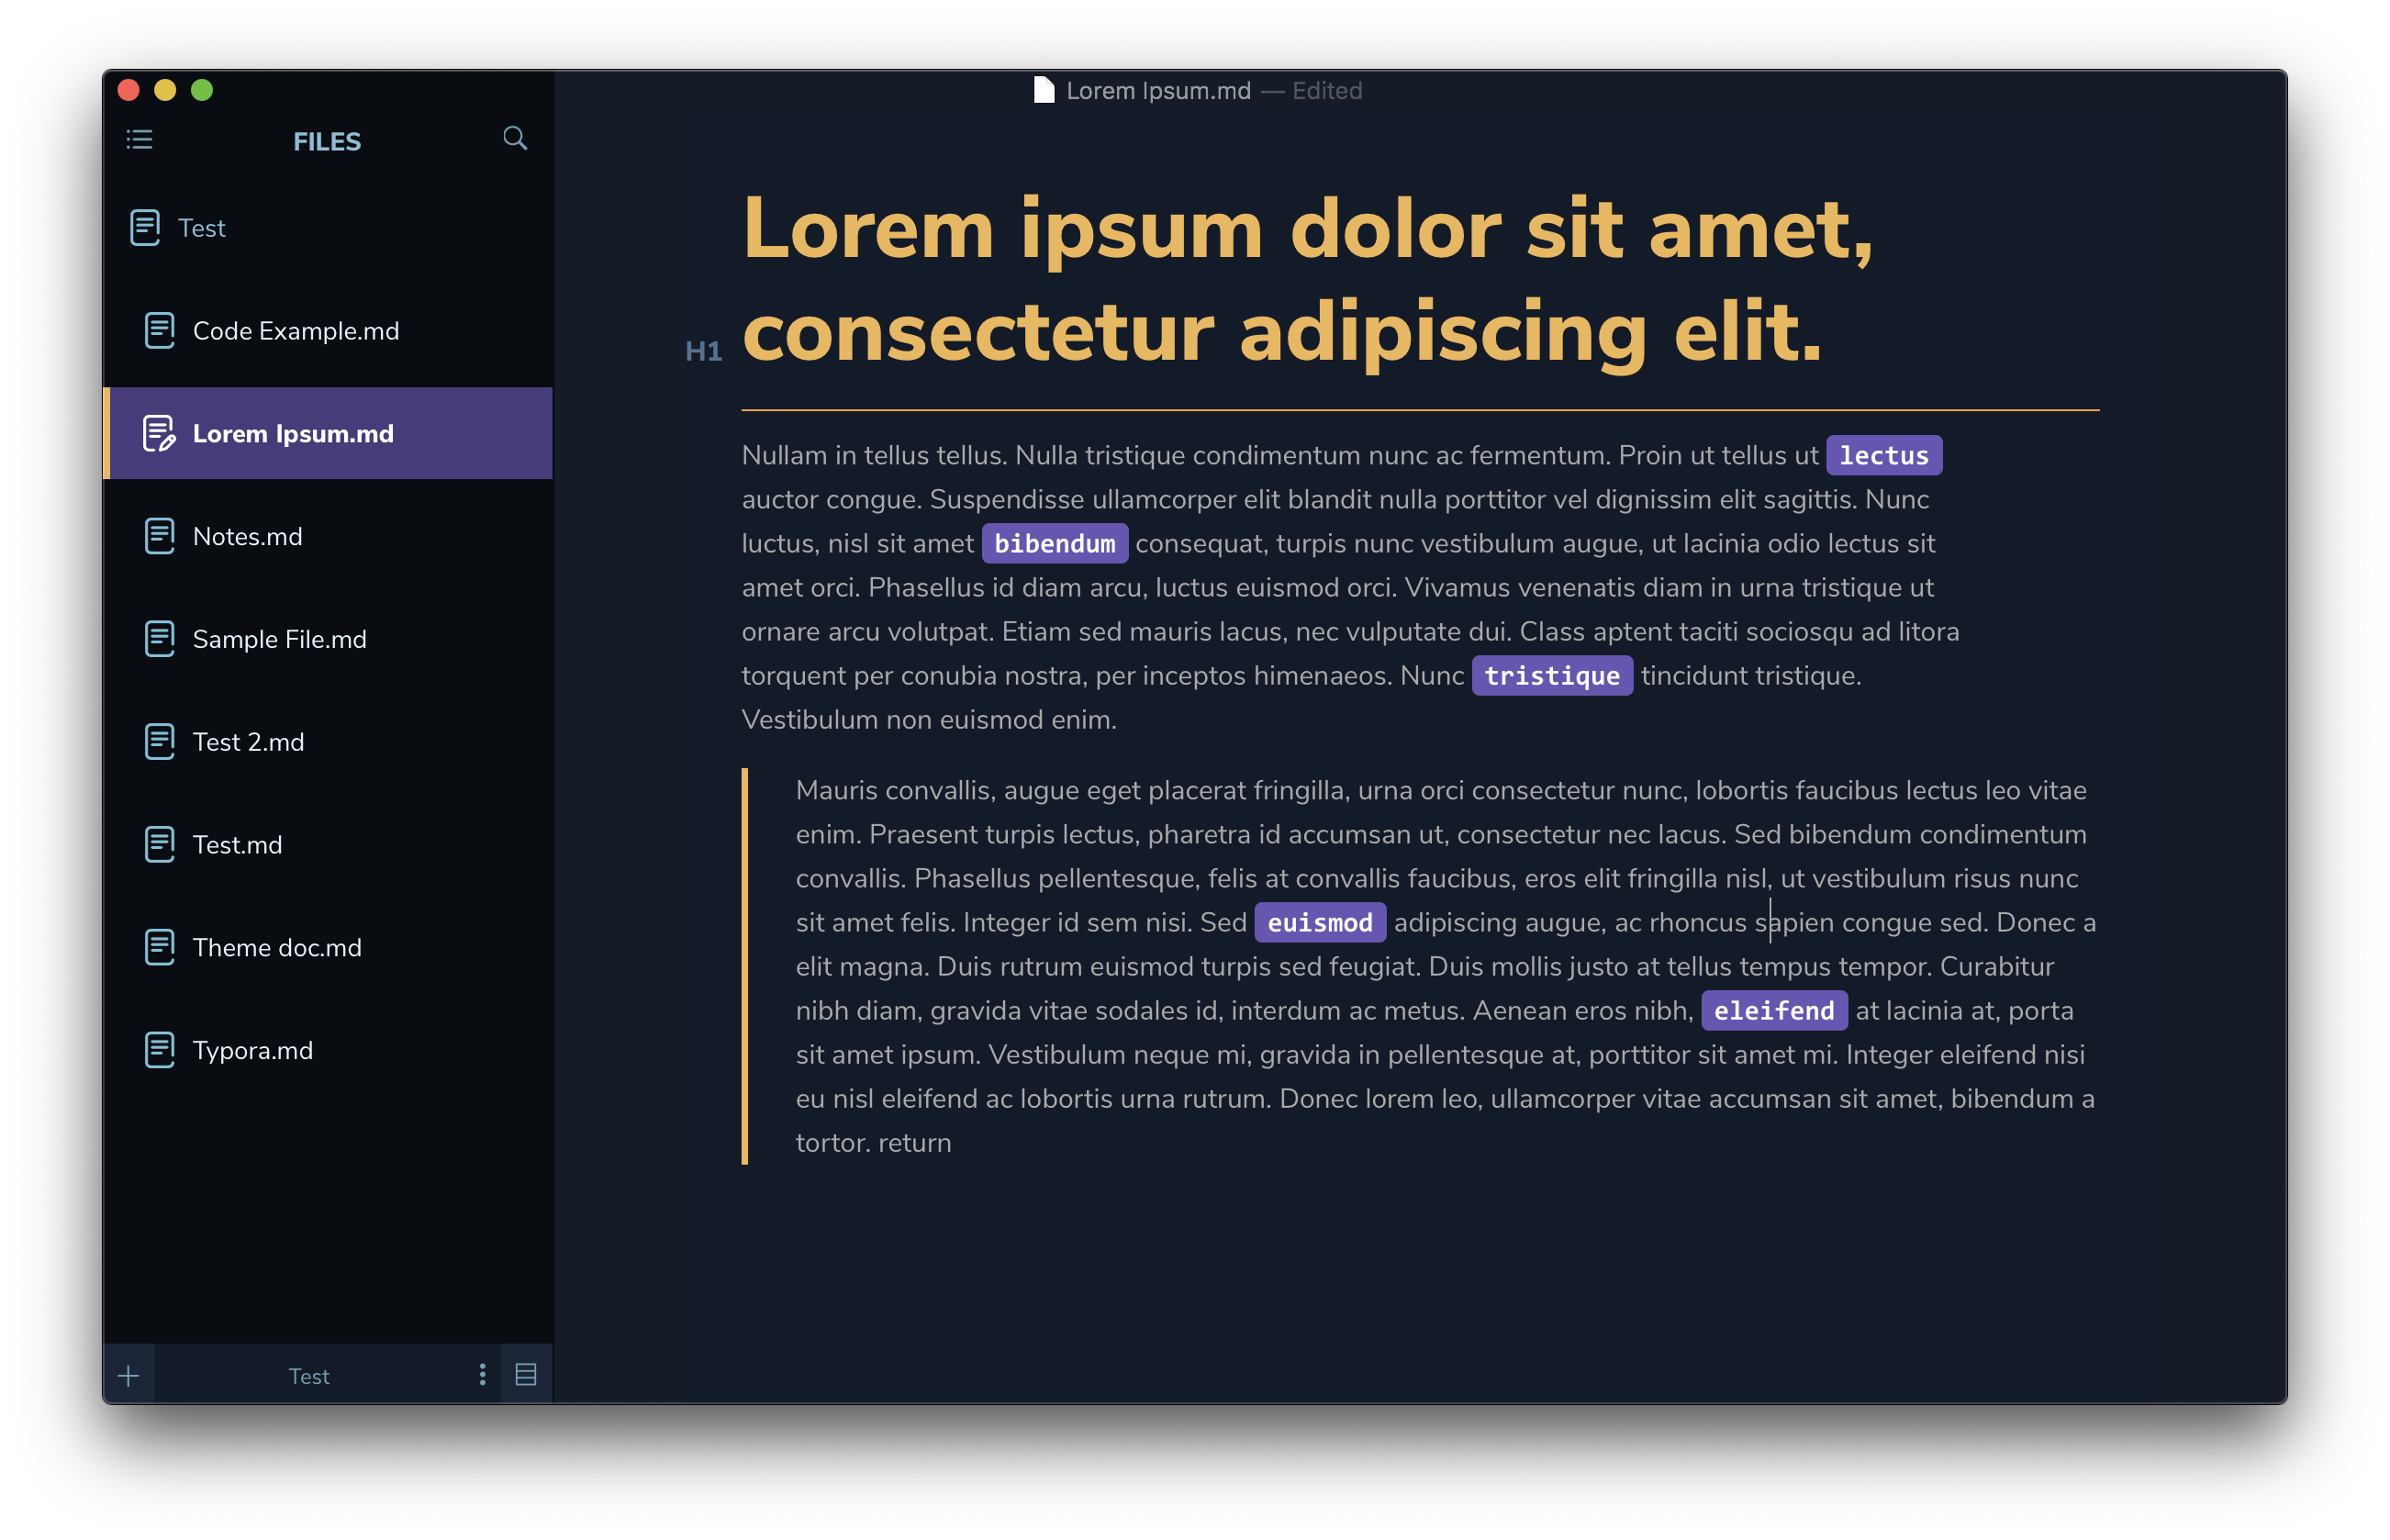 Lorem Ipsum.md — Edited
FILES
Test
Code Example.md
Lorem Ipsum.md
Notes.md
Sample File.md
Test 2.md
Test.md
Theme doc.md
Typora.md
Test
Lorem ipsum dolor sit amet,
H1 consectetur adipiscing elit.
Nullam in tellus tellus. Nulla tristique condimentum nunc ac fermentum. Proin ut tellus ut lectus
auctor congue. Suspendisse ullamcorper elit blandit nulla porttitor vel dignissim elit sagittis. Nunc
luctus, nisl sit amet bibendum consequat, turpis nunc vestibulum augue, ut lacinia odio lectus sit
amet orci. Phasellus id diam arcu, luctus euismod orci. Vivamus venenatis diam in urna tristique ut
ornare arcu volutpat. Etiam sed mauris lacus, nec vulputate dui. Class aptent taciti sociosqu ad litora
torquent per conubia nostra, per inceptos himenaeos. Nunc tristique tincidunt tristique.
Vestibulum non euismod enim.
Mauris convallis, augue eget placerat fringilla, urna orci consectetur nunc, lobortis faucibus lectus leo vitae
enim. Praesent turpis lectus, pharetra id accumsan ut, consectetur nec lacus. Sed bibendum condimentum
convallis. Phasellus pellentesque, felis at convallis faucibus, eros elit fringilla nisl, ut vestibulum risus nunc
sit amet felis. Integer id sem nisi. Sed euismod adipiscing augue, ac rhoncus sapien congue sed. Donec a
elit magna. Duis rutrum euismod turpis sed feugiat. Duis mollis justo at tellus tempus tempor. Curabitur
nibh diam, gravida vitae sodales id, interdum ac metus. Aenean eros nibh, eleifend at lacinia at, porta
sit amet ipsum. Vestibulum neque mi, gravida in pellentesque at, porttitor sit amet mi. Integer eleifend nisi
eu nisl eleifend ac lobortis urna rutrum. Donec lorem leo, ullamcorper vitae accumsan sit amet, bibendum a
tortor. return